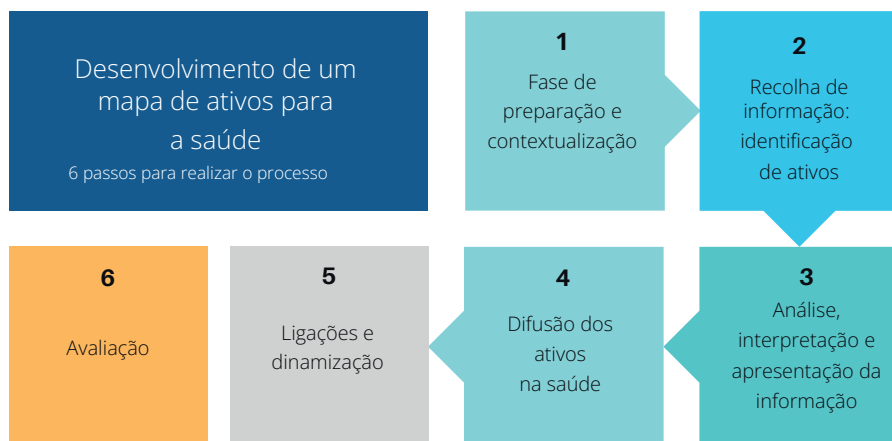 Desenvolvimento de um
mapa de ativos para
a saúde
6 passos para realizar o processo
1
Fase de
preparação e
contextualização
2
Recolha de
informação:
identificação
de ativos
3
Análise,
interpretação e
apresentação da
informação
4
Difusão dos
ativos
na saúde
5
Ligações e
dinamização
6
Avaliação